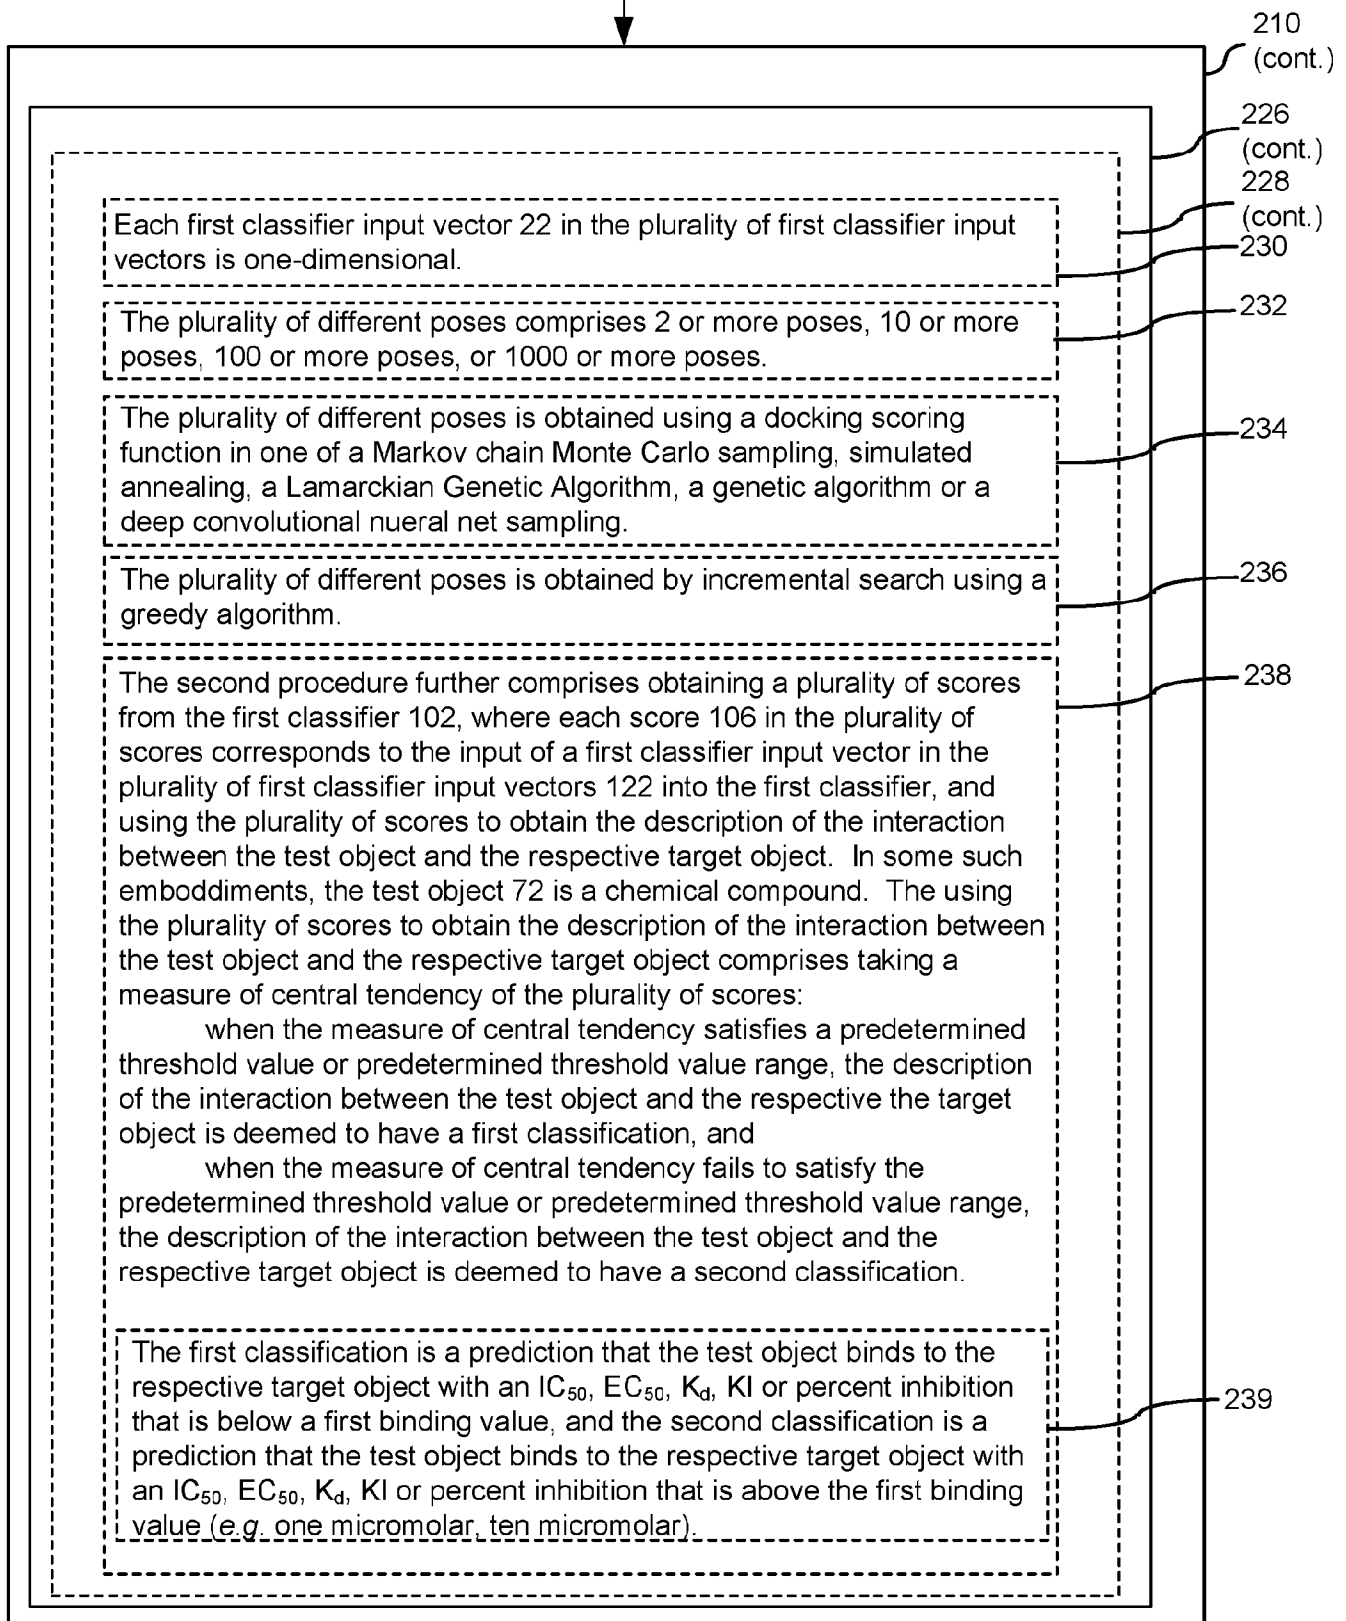 210
(cont.)
226
(cont.)
228
(cont.)
Each first classifier input vector 22 in the plurality of first classifier input
vectors is one-dimensional.
230
The plurality of different poses comprises 2 or more poses, 10 or more
poses, 100 or more poses, or 1000 or more poses.
232
The plurality of different poses is obtained using a docking scoring
function in one of a Markov chain Monte Carlo sampling, simulated
annealing, a Lamarckian Genetic Algorithm, a genetic algorithm or a
deep convolutional nueral net sampling.
234
The plurality of different poses is obtained by incremental search using a
greedy algorithm.
236
The second procedure further comprises obtaining a plurality of scores
from the first classifier 102, where each score 106 in the plurality of
scores corresponds to the input of a first classifier input vector in the
plurality of first classifier input vectors 122 into the first classifier, and
using the plurality of scores to obtain the description of the interaction
between the test object and the respective target object.  In some such
emboddiments, the test object 72 is a chemical compound.  The using
the plurality of scores to obtain the description of the interaction between
the test object and the respective target object comprises taking a
measure of central tendency of the plurality of scores:
when the measure of central tendency satisfies a predetermined
threshold value or predetermined threshold value range, the description
of the interaction between the test object and the respective the target
object is deemed to have a first classification, and
when the measure of central tendency fails to satisfy the
predetermined threshold value or predetermined threshold value range,
the description of the interaction between the test object and the
respective target object is deemed to have a second classification.
238
The first classification is a prediction that the test object binds to the
respective target object with an IC₅₀, EC₅₀, K_d, KI or percent inhibition
that is below a first binding value, and the second classification is a
prediction that the test object binds to the respective target object with
an IC₅₀, EC₅₀, K_d, KI or percent inhibition that is above the first binding
value (e.g. one micromolar, ten micromolar).
239